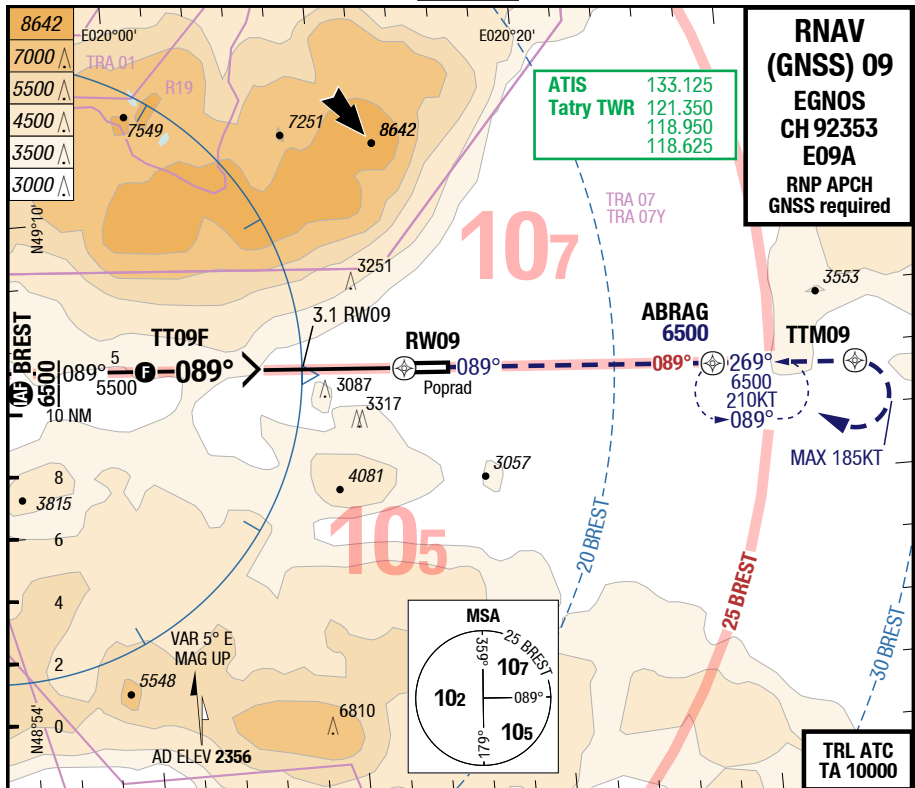 8642
7000
5500
4500
3500
3000
E020°00'
E020°20'
TRA 01
R19
7549
7251
8642
ATIS 133.125
Tatry TWR 121.350
118.950
118.625
RNAV
(GNSS) 09
EGNOS
CH 92353
E09A
RNP APCH
GNSS required
N49°10'
TRA 07
TRA 07Y
107
3251
3553
3.1 RW09
ABRAG
6500
TTM09
BREST
IAF
6500
10 NM
089°
5
5500
TT09F
F
089°
RW09
Poprad
089°
089°
269°
6500
210KT
089°
MAX 185KT
3087
3317
4081
3057
3815
105
8
6
4
2
0
20 BREST
25 BREST
30 BREST
VAR 5° E
MAG UP
5548
6810
AD ELEV 2356
N48°54'
MSA
25 BREST
359°
107
102
089°
105
179°
TRL ATC
TA 10000